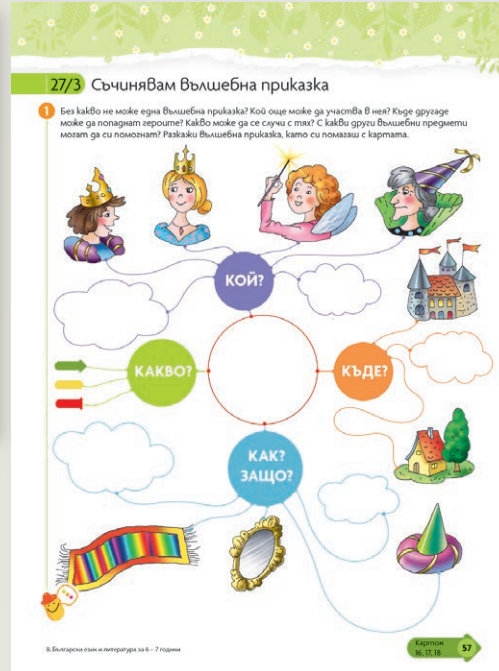 27/3 Съчинявам вълшебна приказка
1 Без какво не може една вълшебна приказка? Кой още може да участва в нея? Къде другаде
може да попаднат героите? Какво може да се случи с тях? С какви други вълшебни предмети
могат да си помогнат? Разкажи вълшебна приказка, като си помагаш с картата.
КОЙ?
КАКВО?
КЪДЕ?
КАК?
ЗАЩО?
8. Български език и литература за 6 – 7 години
Картон
16, 17, 18
57